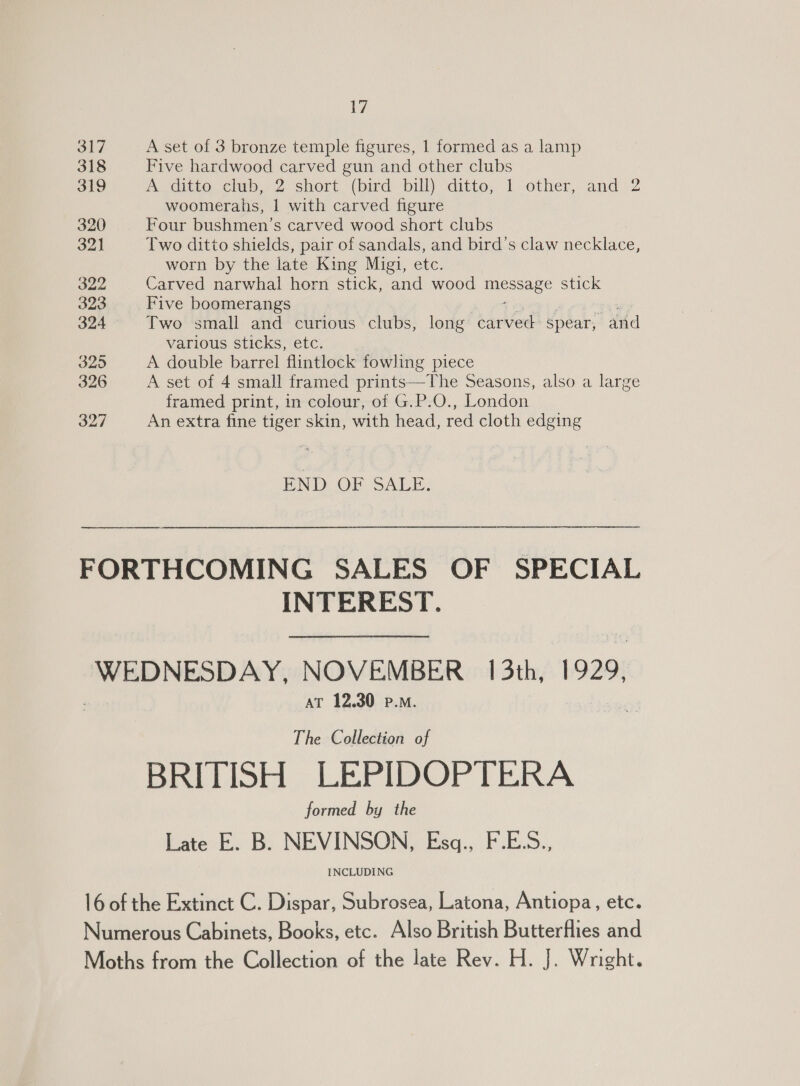 17
317 A set of 3 bronze temple figures, 1 formed as a lamp
318 Five hardwood carved gun and other clubs
319 A ditto club, 2 short (bird bill) ditto, 1 other, and 2
woomerahs, 1 with carved figure
320 Four bushmen's carved wood short clubs
321 Two ditto shields, pair of sandals, and bird's claw necklace,
worn by the late King Migi, etc.
322 Carved narwhal horn stick, and wood message stick
323 Five boomerangs
324 Two small and curious clubs, long carved spear, and
various sticks, etc.
325 A double barrel flintlock fowling piece
326 A set of 4 small framed prints—The Seasons, also a large
framed print, in colour, of G.P.O., London
327 An extra fine tiger skin, with head, red cloth edging
END OF SALE.
FORTHCOMING SALES OF SPECIAL
INTEREST.
WEDNESDAY, NOVEMBER 13th, 1929,
AT 12.30 P.M.
The Collection of
BRITISH LEPIDOPTERA
formed by the
Late E. B. NEVINSON, Esq., F.E.S.,
INCLUDING
16 of the Extinct C. Dispar, Subrosea, Latona, Antiopa, etc.
Numerous Cabinets, Books, etc. Also British Butterflies and
Moths from the Collection of the late Rev. H. J. Wright.